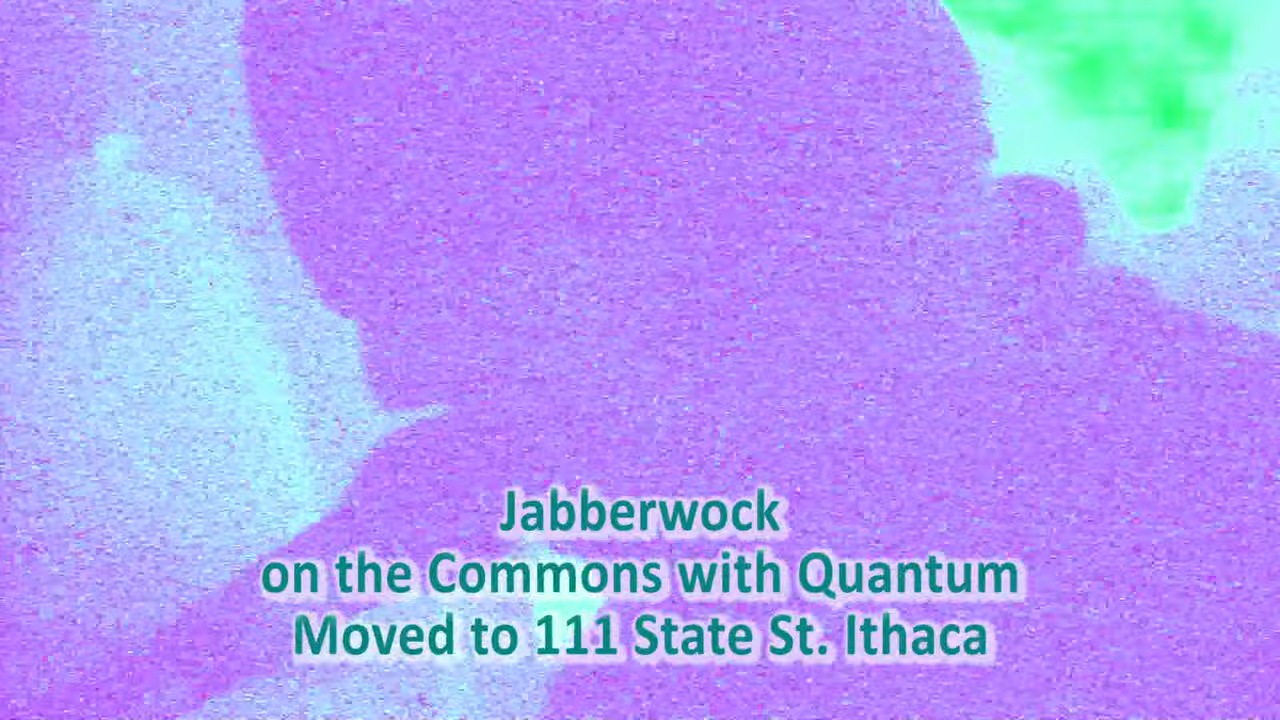 Jabberwock
on the Commons with Quantum
Moved to 111 State St. Ithaca